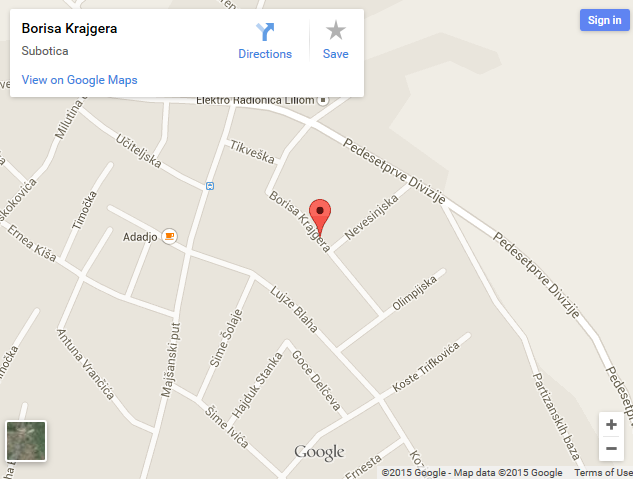 Borisa Krajgera
Subotica
View on Google Maps
Directions
Save
Sign in
Elektro Radionica Liliom
Milutina
Učiteljska
Tikveška
Pedesetprve Divizije
Timočka
Borisa Krajgera
Nevesinjska
Ernea Kiša
Adadjo
Pedesetprve Divizije
Olimpijska
Lujze Blaha
Sime Šolaje
Majšanski put
Antuna Vrančića
Hajduk Stanka
Goce Delčeva
Koste Trifkovića
Partizanskih baza
Šime Ivića
Ernesta
Google
©2015 Google - Map data ©2015 Google
Terms of Use